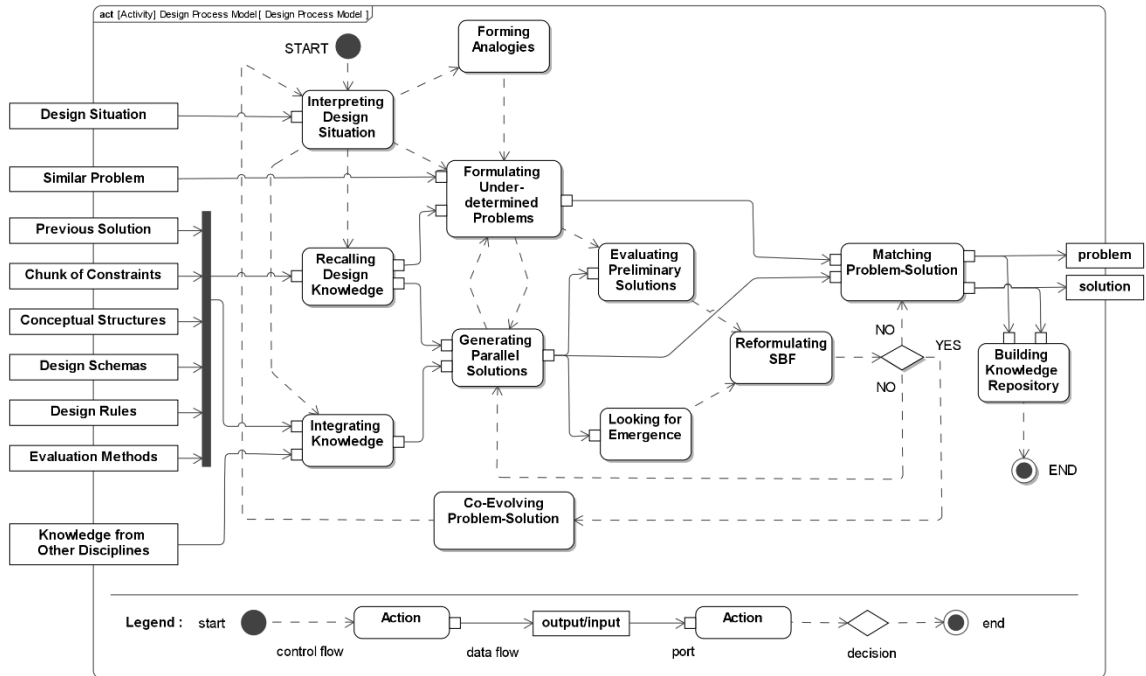 act [Activity] Design Process Model [ Design Process Model ]
START
Forming
Analogies
Design Situation
Interpreting
Design
Situation
Similar Problem
Formulating
Under-
determined
Problems
Previous Solution
Chunk of Constraints
Conceptual Structures
Design Schemas
Design Rules
Evaluation Methods
Recalling
Design
Knowledge
Evaluating
Preliminary
Solutions
Matching
Problem-Solution
problem
solution
Generating
Parallel
Solutions
Reformulating
SBF
NO
YES
NO
Building
Knowledge
Repository
Integrating
Knowledge
Looking for
Emergence
END
Co-Evolving
Problem-Solution
Knowledge from
Other Disciplines
Legend :
start
Action
output/input
Action
end
control flow
data flow
port
decision